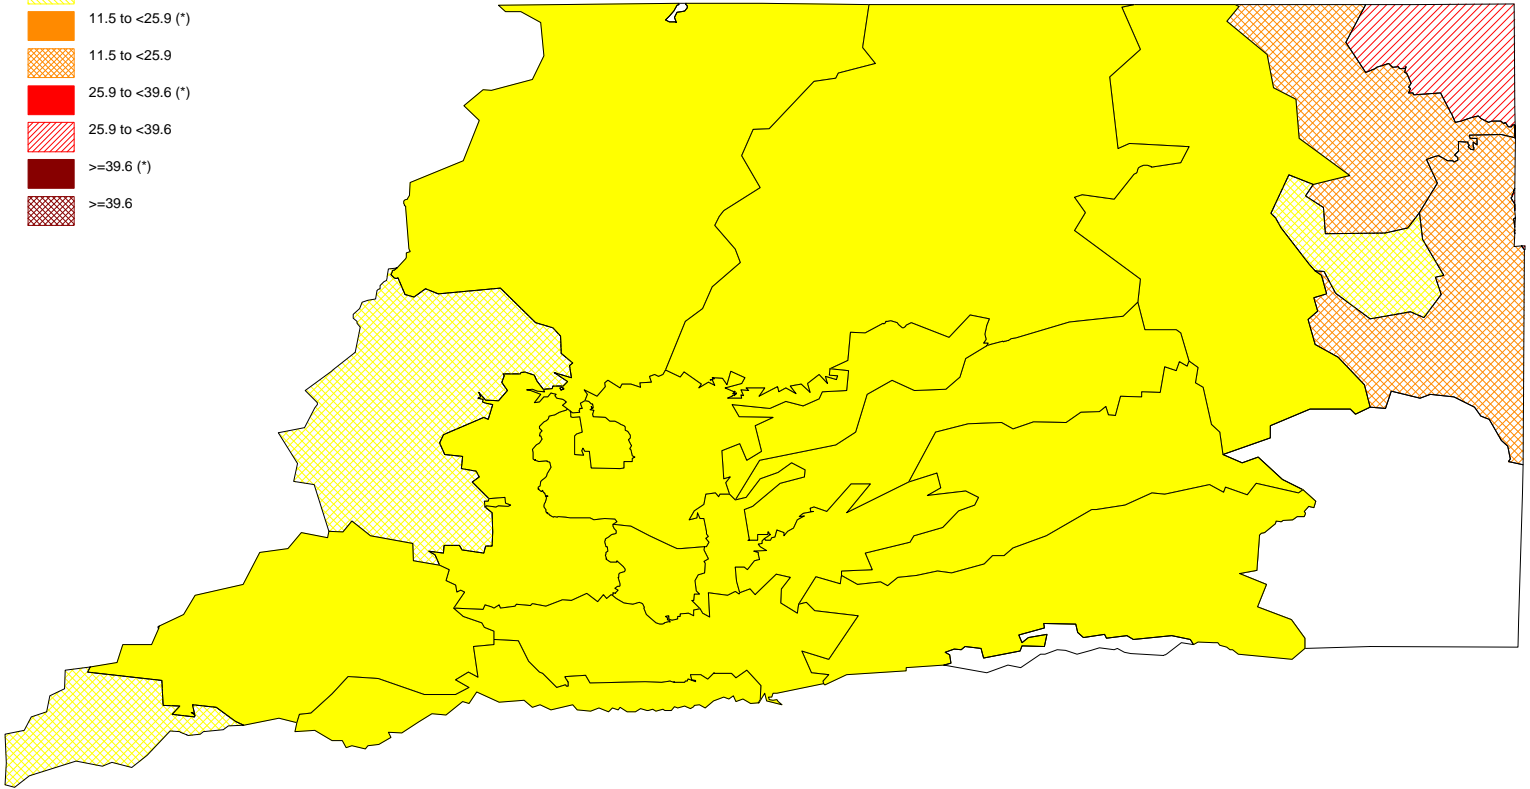 11.5 to <25.9 (*)
11.5 to <25.9
25.9 to <39.6 (*)
25.9 to <39.6
>=39.6 (*)
>=39.6